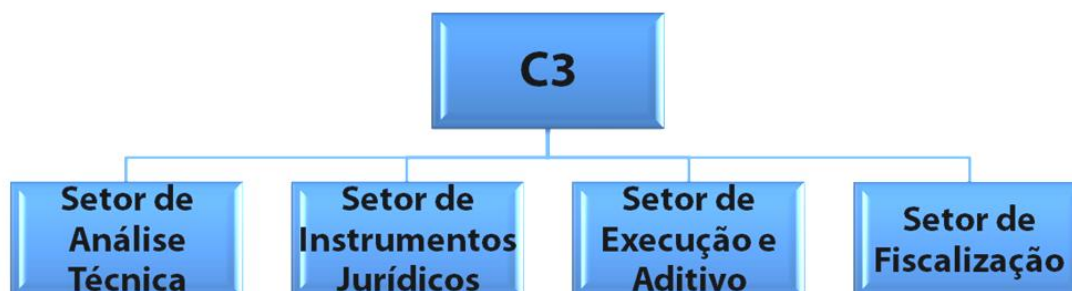 C3
Setor de
Análise
Técnica
Setor de
Instrumentos
Jurídicos
Setor de
Execução e
Aditivo
Setor de
Fiscalização